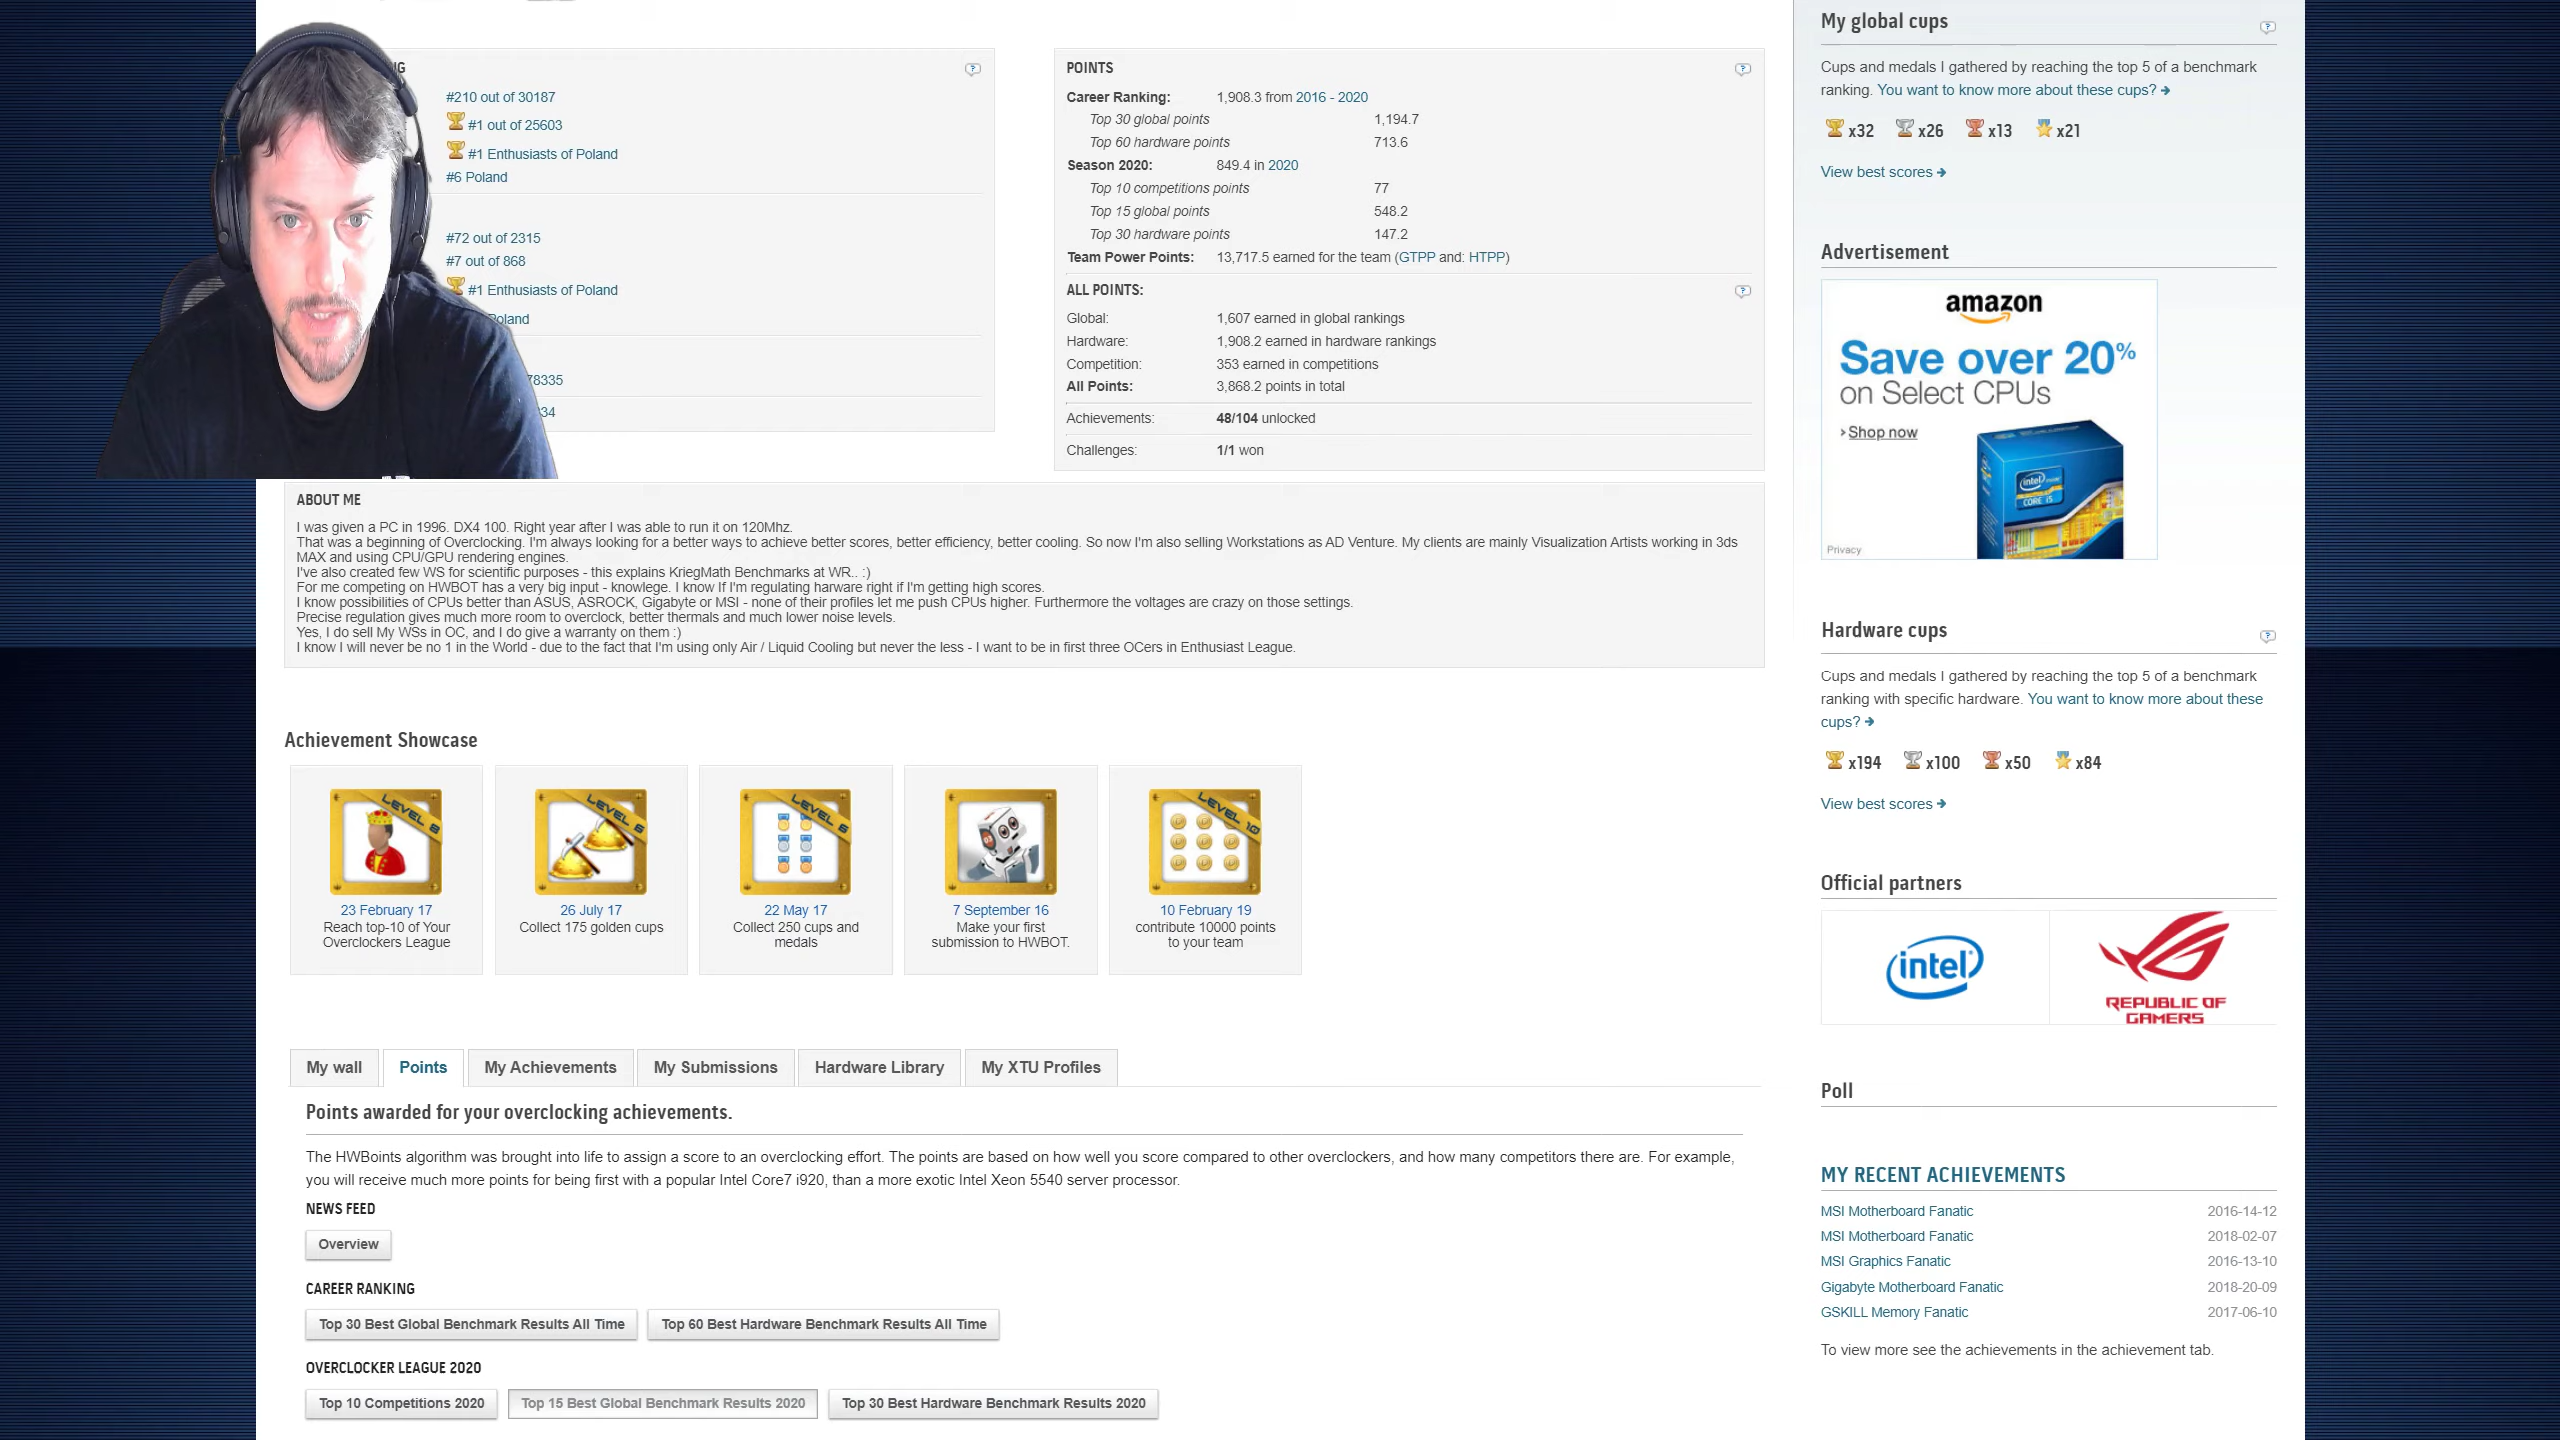 #210 out of 30187
#1 out of 25603
#1 Enthusiasts of Poland
#6 Poland
#72 out of 2315
#7 out of 868
#1 Enthusiasts of Poland
Poland
POINTS
Career Ranking: 1,908.3 from 2016 - 2020
Top 30 global points 1,194.7
Top 60 hardware points 713.6
Season 2020: 849.4 in 2020
Top 10 competitions points 77
Top 15 global points 548.2
Top 30 hardware points 147.2
Team Power Points: 13,717.5 earned for the team (GTPP and: HTPP)
ALL POINTS:
Global: 1,607 earned in global rankings
Hardware: 1,908.2 earned in hardware rankings
Competition: 353 earned in competitions
All Points: 3,868.2 points in total
Achievements: 48/104 unlocked
Challenges: 1/1 won
ABOUT ME
I was given a PC in 1996. DX4 100. Right year after I was able to run it on 120Mhz.
That was a beginning of Overclocking. I'm always looking for a better ways to achieve better scores, better efficiency, better cooling. So now I'm also selling Workstations as AD Venture. My clients are mainly Visualization Artists working in 3ds
MAX and using CPU/GPU rendering engines.
I've also created few WS for scientific purposes - this explains KriegMath Benchmarks at WR.. :)
For me competing on HWBOT has a very big input - knowlege. I know If I'm regulating harware right if I'm getting high scores.
I know possibilities of CPUs better than ASUS, ASROCK, Gigabyte or MSI - none of their profiles let me push CPUs higher. Furthermore the voltages are crazy on those settings.
Precise regulation gives much more room to overclock, better thermals and much lower noise levels.
Yes, I do sell My WSs in OC, and I do give a warranty on them :)
I know I will never be no 1 in the World - due to the fact that I'm using only Air / Liquid Cooling but never the less - I want to be in first three OCers in Enthusiast League.
Achievement Showcase
LEVEL 8
23 February 17
Reach top-10 of Your
Overclockers League
LEVEL 6
26 July 17
Collect 175 golden cups
LEVEL 6
22 May 17
Collect 250 cups and
medals
7 September 16
Make your first
submission to HWBOT.
LEVEL 10
10 February 19
contribute 10000 points
to your team
My wall
Points
My Achievements
My Submissions
Hardware Library
My XTU Profiles
Points awarded for your overclocking achievements.
The HWBoints algorithm was brought into life to assign a score to an overclocking effort. The points are based on how well you score compared to other overclockers, and how many competitors there are. For example,
you will receive much more points for being first with a popular Intel Core7 i920, than a more exotic Intel Xeon 5540 server processor.
NEWS FEED
Overview
CAREER RANKING
Top 30 Best Global Benchmark Results All Time
Top 60 Best Hardware Benchmark Results All Time
OVERCLOCKER LEAGUE 2020
Top 10 Competitions 2020
Top 15 Best Global Benchmark Results 2020
Top 30 Best Hardware Benchmark Results 2020
My global cups
Cups and medals I gathered by reaching the top 5 of a benchmark
ranking. You want to know more about these cups?
x32 x26 x13 x21
View best scores
Advertisement
amazon
Save over 20%
on Select CPUs
Shop now
intel
CORE i5
Privacy
Hardware cups
Cups and medals I gathered by reaching the top 5 of a benchmark
ranking with specific hardware. You want to know more about these
cups?
x194 x100 x50 x84
View best scores
Official partners
intel
REPUBLIC OF
GAMERS
Poll
MY RECENT ACHIEVEMENTS
MSI Motherboard Fanatic 2016-14-12
MSI Motherboard Fanatic 2018-02-07
MSI Graphics Fanatic 2016-13-10
Gigabyte Motherboard Fanatic 2018-20-09
GSKILL Memory Fanatic 2017-06-10
To view more see the achievements in the achievement tab.